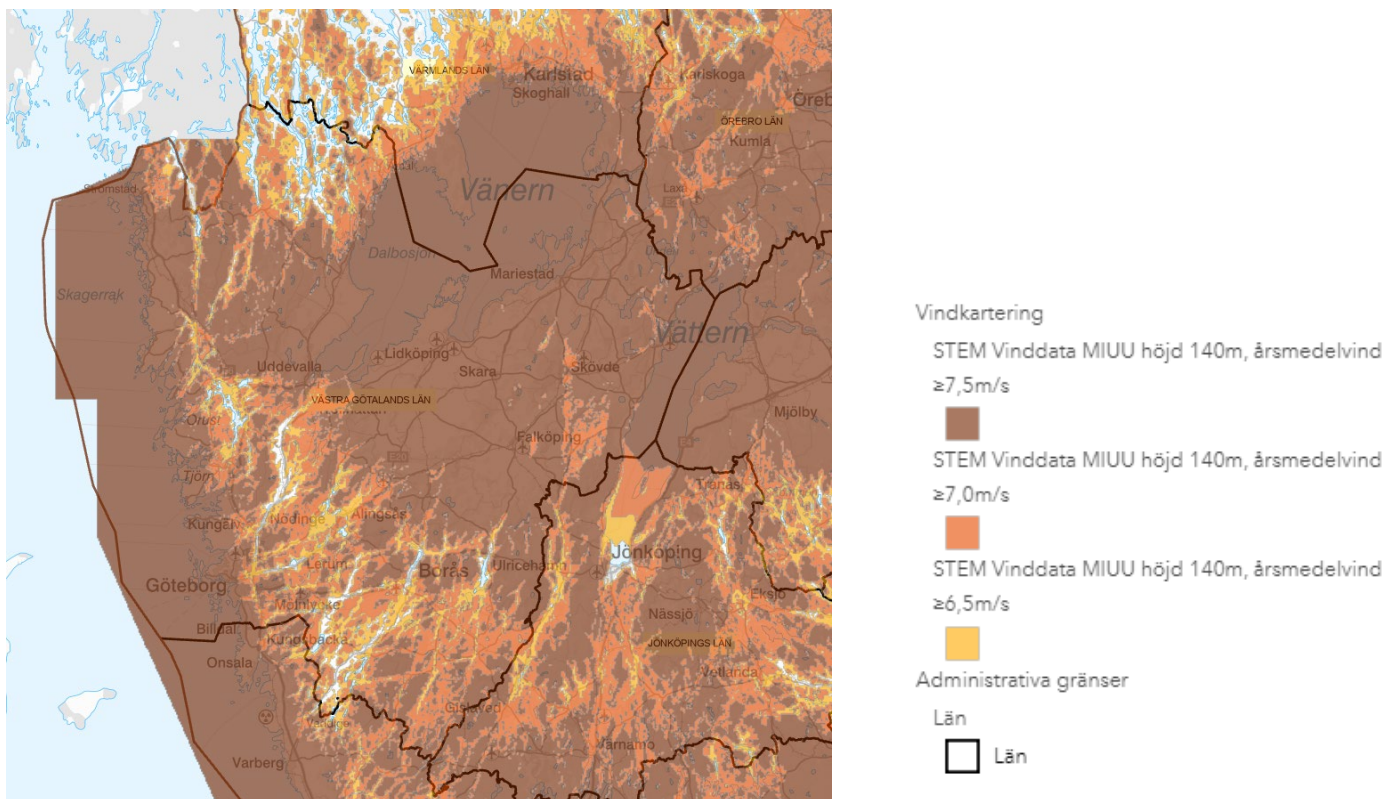 VÄRMLANDS LÄN
Karlstad
Skoghall
Karlskoga
ÖREBRO LÄN
Kumla
Strömstad
Vänern
Laxå
Dalbosjön
Mariestad
Skagerrak
Vättern
Lidköping
Uddevalla
Skara
Skövde
VÄSTRA GÖTALANDS LÄN
Mjölby
Orust
Falköping
Tjörn
Tranås
Kungälv
Nödinge
Alingsås
Jönköping
Lerum
Borås
Ulricehamn
Göteborg
Eksjö
Mölnlycke
Nässjö
Billdal
Kungsbacka
JÖNKÖPINGS LÄN
Onsala
Vetlanda
Gislaved
Värnamo
Varberg
Vindkartering
STEM Vinddata MIUU höjd 140m, årsmedelvind
≥7,5m/s
STEM Vinddata MIUU höjd 140m, årsmedelvind
≥7,0m/s
STEM Vinddata MIUU höjd 140m, årsmedelvind
≥6,5m/s
Administrativa gränser
Län
Län